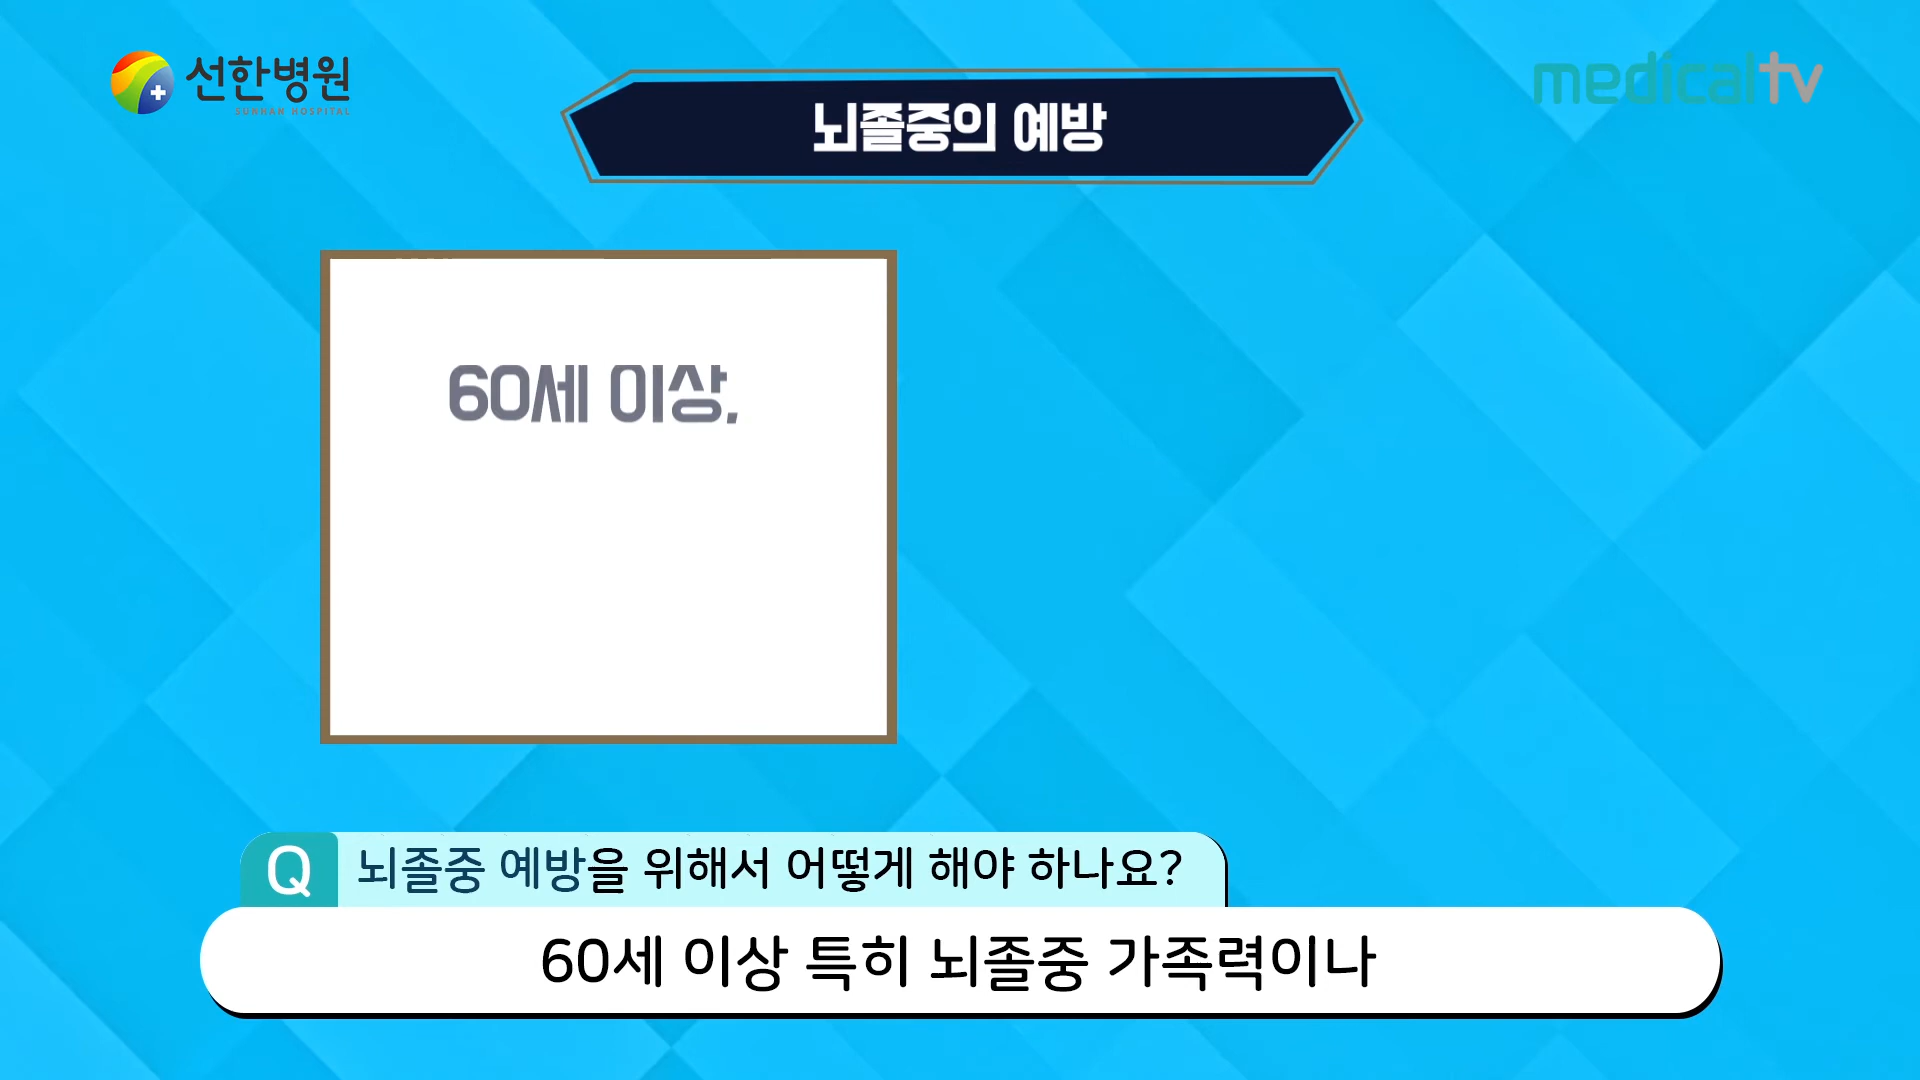 선한병원
SUNHAN HOSPITAL
medicaltv
뇌졸중의 예방
60세 이상,
Q 뇌졸중 예방을 위해서 어떻게 해야 하나요?
60세 이상 특히 뇌졸중 가족력이나